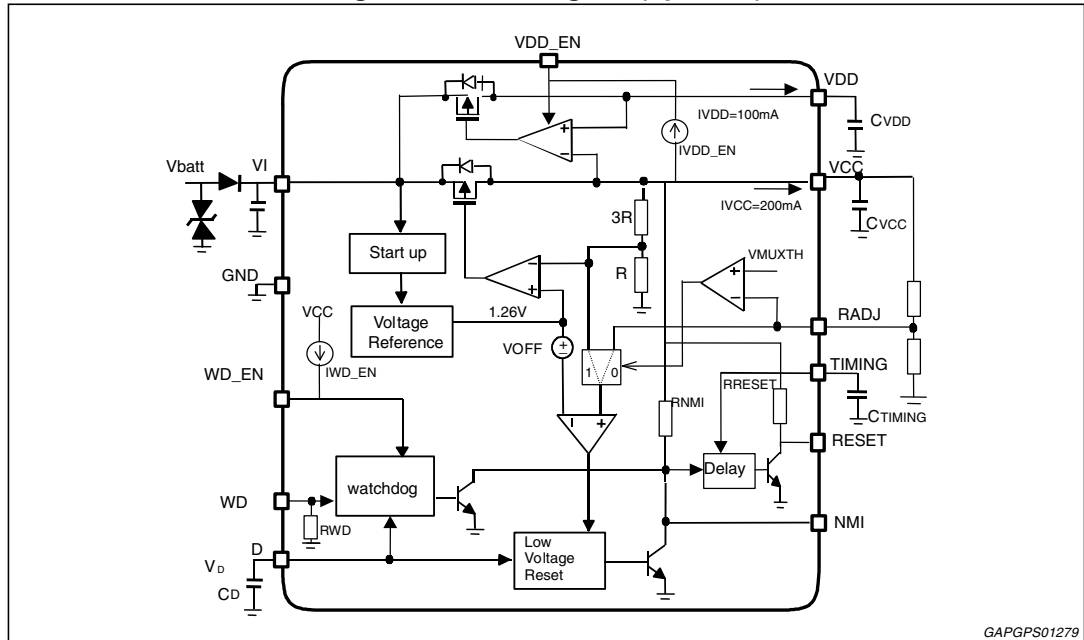 VDD_EN
VDD
IVDD=100mA
CVDD
IVDD_EN
Vbatt
VI
VCC
IVCC=200mA
CVCC
3R
Start up
R
VMUXTH
GND
1.26V
Voltage
Reference
VOFF
RADJ
VCC
IWD_EN
1 0
TIMING
WD_EN
RNMI
RRESET
CTIMING
RESET
Delay
watchdog
WD
RWD
NMI
D
Low
Voltage
Reset
VD
CD
GAPGPS01279